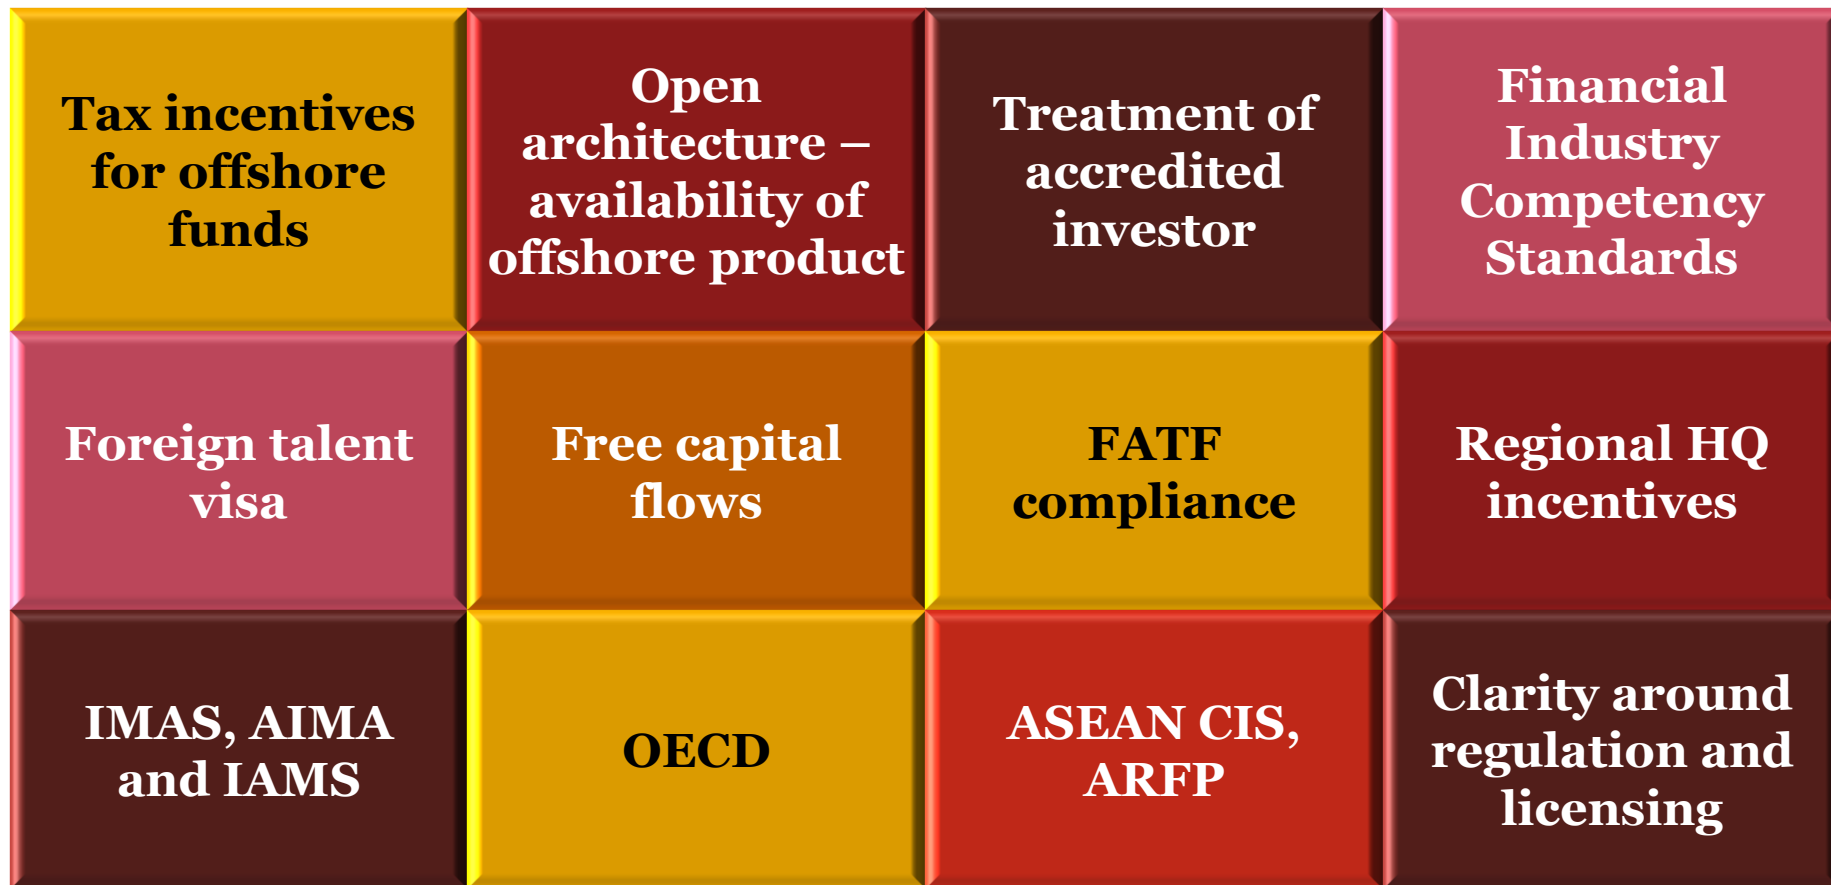 Tax incentives
for offshore
funds
Open
architecture –
availability of
offshore product
Treatment of
accredited
investor
Financial
Industry
Competency
Standards
Foreign talent
visa
Free capital
flows
FATF
compliance
Regional HQ
incentives
IMAS, AIMA
and IAMS
OECD
ASEAN CIS,
ARFP
Clarity around
regulation and
licensing